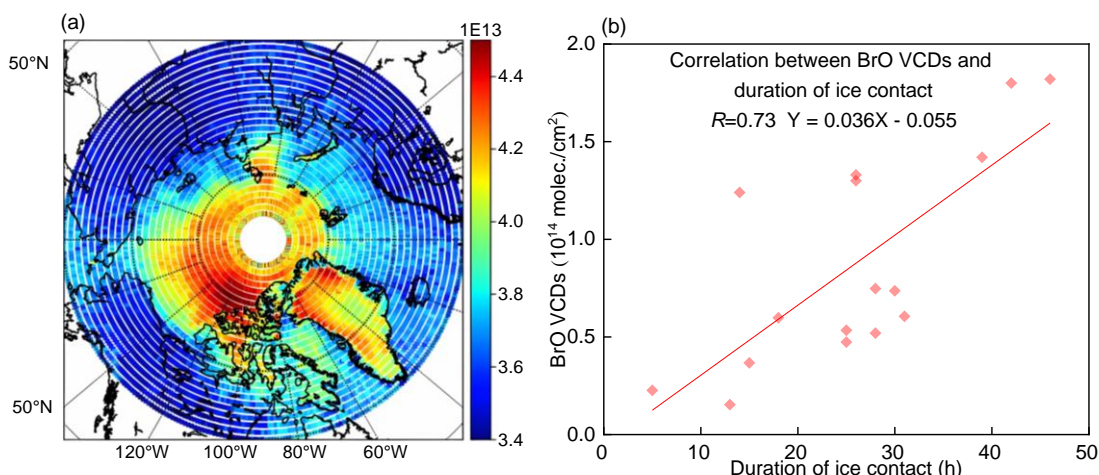 (a)
1E13
50°N
4.4
4.2
4.0
3.8
3.6
3.4
50°N
120°W
100°W
80°W
60°W
(b)
2.0
Correlation between BrO VCDs and
duration of ice contact
R=0.73 Y = 0.036X - 0.055
1.5
1.0
0.5
0.0
BrO VCDs (10¹⁴ molec./cm²)
0
10
20
30
40
50
Duration of ice contact (h)